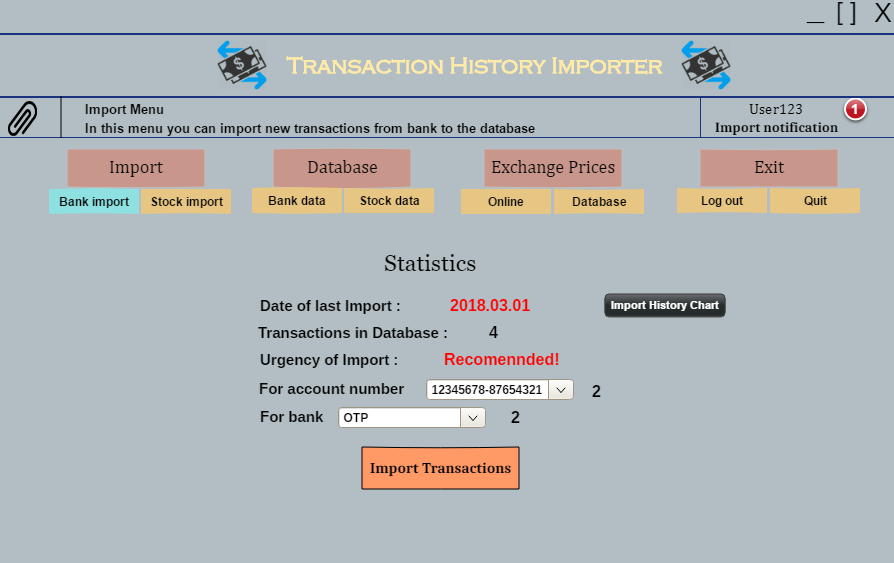 _ [ ] X
Transaction History Importer
Import Menu
In this menu you can import new transactions from bank to the database
User123
1
Import notification
Import
Database
Exchange Prices
Exit
Bank import
Stock import
Bank data
Stock data
Online
Database
Log out
Quit
Statistics
Date of last Import : 2018.03.01
Import History Chart
Transactions in Database : 4
Urgency of Import : Recomennded!
For account number 12345678-87654321 2
For bank OTP 2
Import Transactions